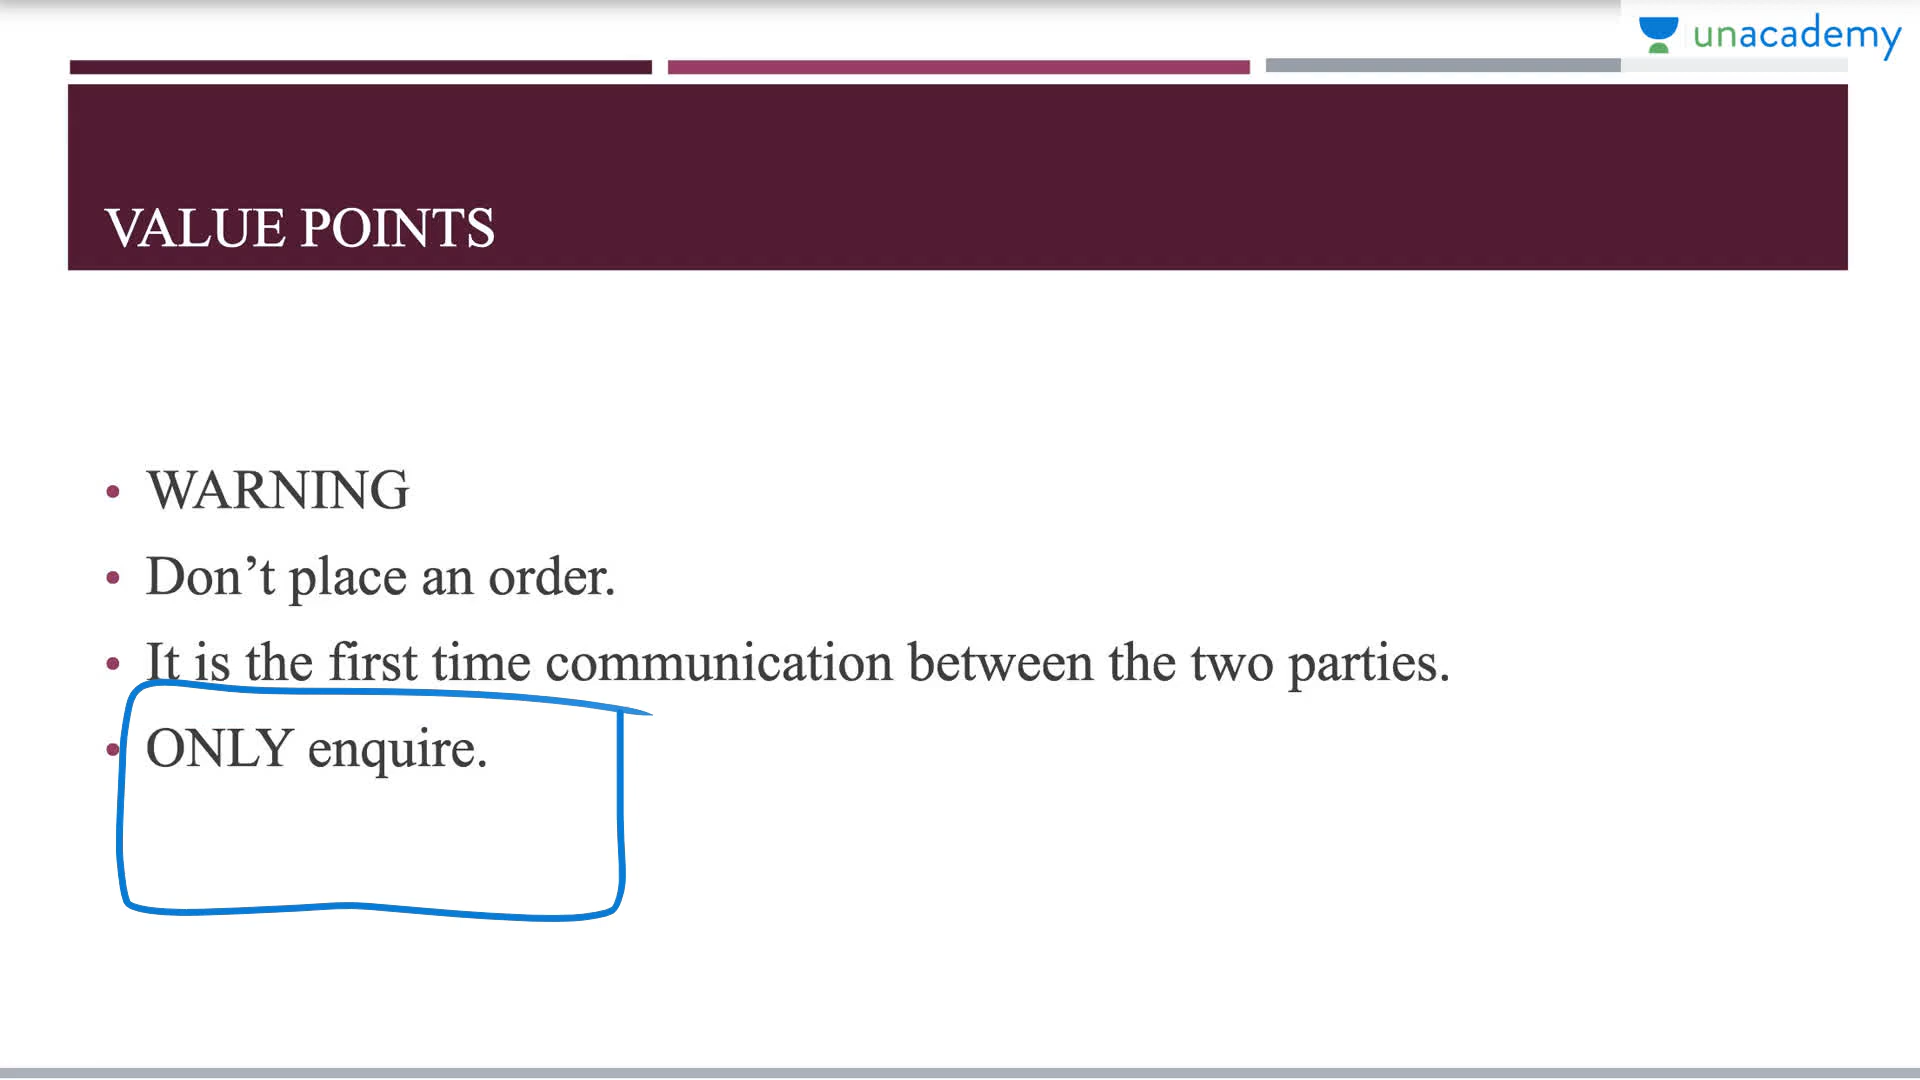 unacademy
VALUE POINTS
• WARNING
• Don’t place an order.
• It is the first time communication between the two parties.
• ONLY enquire.